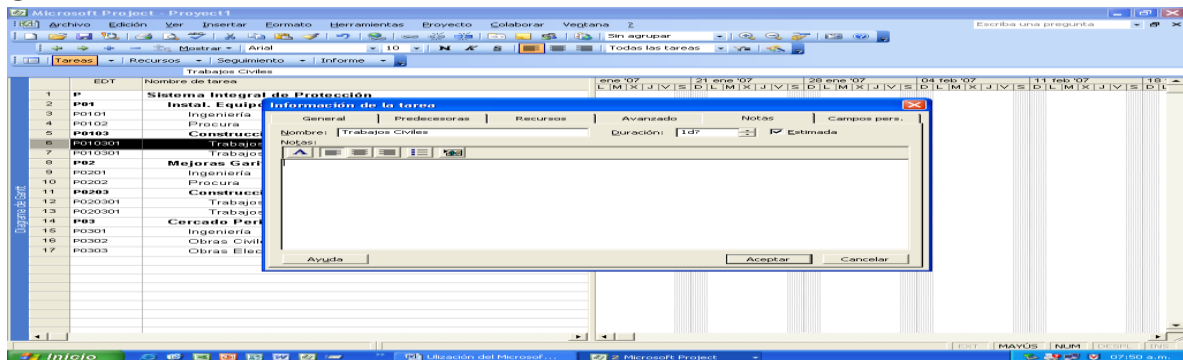 Microsoft Project - Proyecto1
Archivo Edición Ver Insertar Formato Herramientas Proyecto Colaborar Ventana ? Escriba una pregunta
Sin agrupar
Mostrar Arial 10 N K S Todas las tareas
Tareas Recursos Seguimiento Informe
Trabajos Civiles
EDT Nombre de tarea ene '07 21 ene '07 28 ene '07 04 feb '07 11 feb '07 18
L M X J V S D L M X J V S D L M X J V S D L M X J V S D L M X J V S D L
1 P Sistema Integral de Protección
2 P01 Instal. Equip
3 P0101 Ingeniería
4 P0102 Procura
5 P0103 Construcci
6 P010301 Trabajos
7 P010301 Trabajos
8 P02 Mejoras Gari
9 P0201 Ingeniería
10 P0202 Procura
11 P0203 Construcci
12 P020301 Trabajos
13 P020301 Trabajos
14 P03 Cercado Peri
15 P0301 Ingeniería
16 P0302 Obras Civil
17 P0303 Obras Elec
Diagrama de Gantt
Información de la tarea
General Predecesoras Recursos Avanzado Notas Campos pers.
Nombre: Trabajos Civiles Duración: 1d? Estimada
Notas:
Ayuda Aceptar Cancelar
EXT MAYÚS NUM DESPL INS
Inicio Ulización del Microsof... 2 Microsoft Project 07:50 a.m.